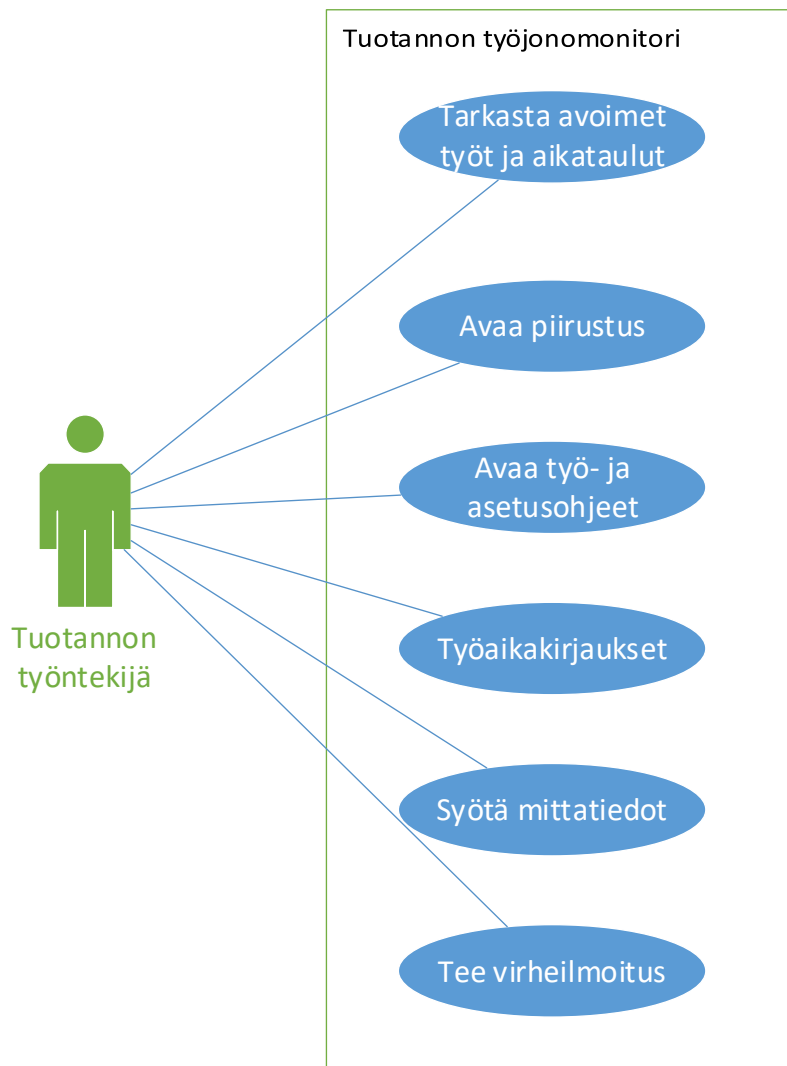 Tuotannon työjonomonitori
Tarkasta avoimet
työt ja aikataulut
Avaa piirustus
Avaa työ- ja
asetusohjeet
Työaikakirjaukset
Syötä mittatiedot
Tee virheilmoitus
Tuotannon
työntekijä